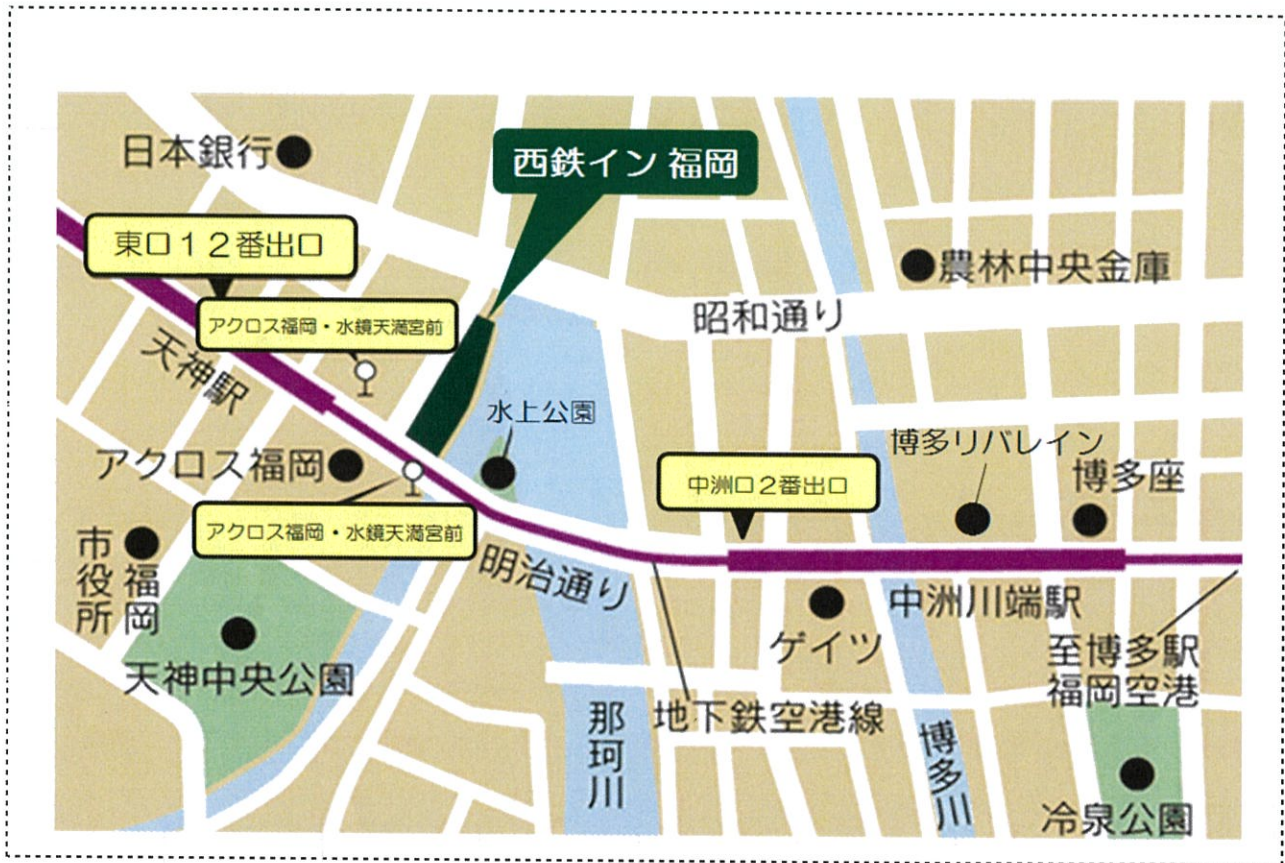 日本銀行
西鉄イン 福岡
東口12番出口
農林中央金庫
アクロス福岡・水鏡天満宮前
昭和通り
天神駅
水上公園
博多リバレイン
アクロス福岡
中洲口2番出口
博多座
アクロス福岡・水鏡天満宮前
福岡
市役所
明治通り
中洲川端駅
ゲイツ
至博多駅
福岡空港
天神中央公園
那珂川
地下鉄空港線
博多川
冷泉公園